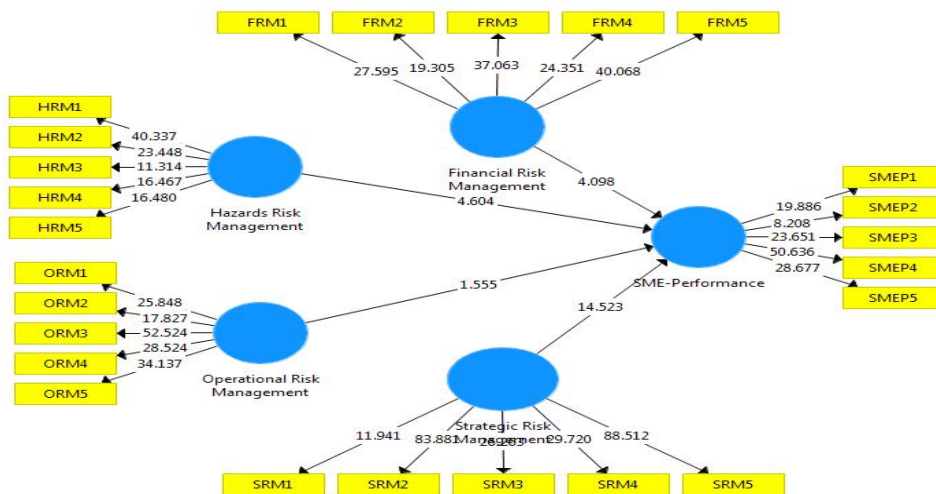 FRM1
FRM2
FRM3
FRM4
FRM5
27.595
19.305
37.063
24.351
40.068
HRM1
HRM2
HRM3
HRM4
HRM5
40.337
23.448
11.314
16.467
16.480
Hazards Risk
Management
Financial Risk
Management
4.098
4.604
SMEP1
SMEP2
SMEP3
SMEP4
SMEP5
19.886
8.208
23.651
50.636
28.677
SME-Performance
ORM1
ORM2
ORM3
ORM4
ORM5
25.848
17.827
52.524
28.524
34.137
Operational Risk
Management
1.555
14.523
Strategic Risk
Management
11.941
83.881
29.720
88.512
SRM1
SRM2
SRM3
SRM4
SRM5